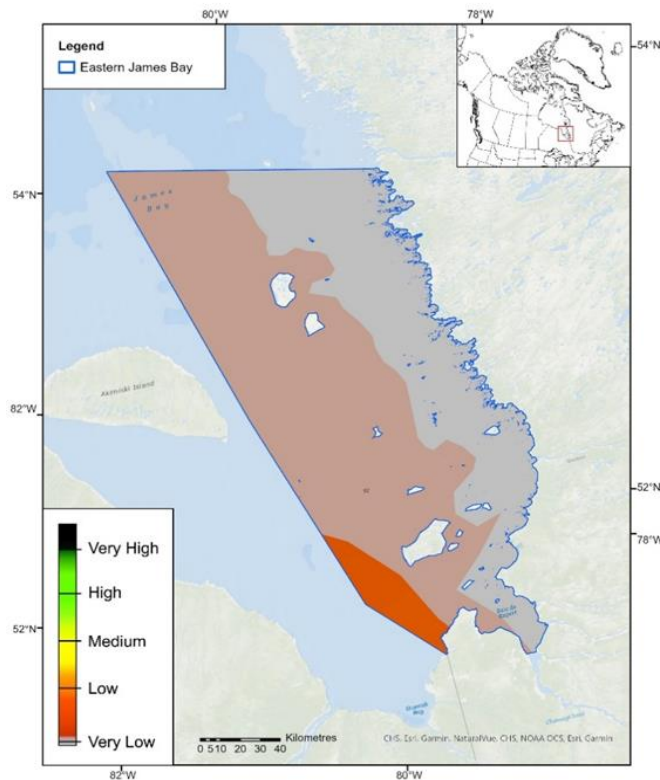 80°W
78°W
54°N
Legend
Eastern James Bay
54°N
James
Bay
Akimiski Island
82°W
52°N
78°W
Very High
High
Medium
Low
Very Low
52°N
0 5 10 20 30 40
Kilometres
CHS, Esri, Garmin, NaturalVue, CHS, NOAA OCS, Esri, Garmin
82°W
80°W